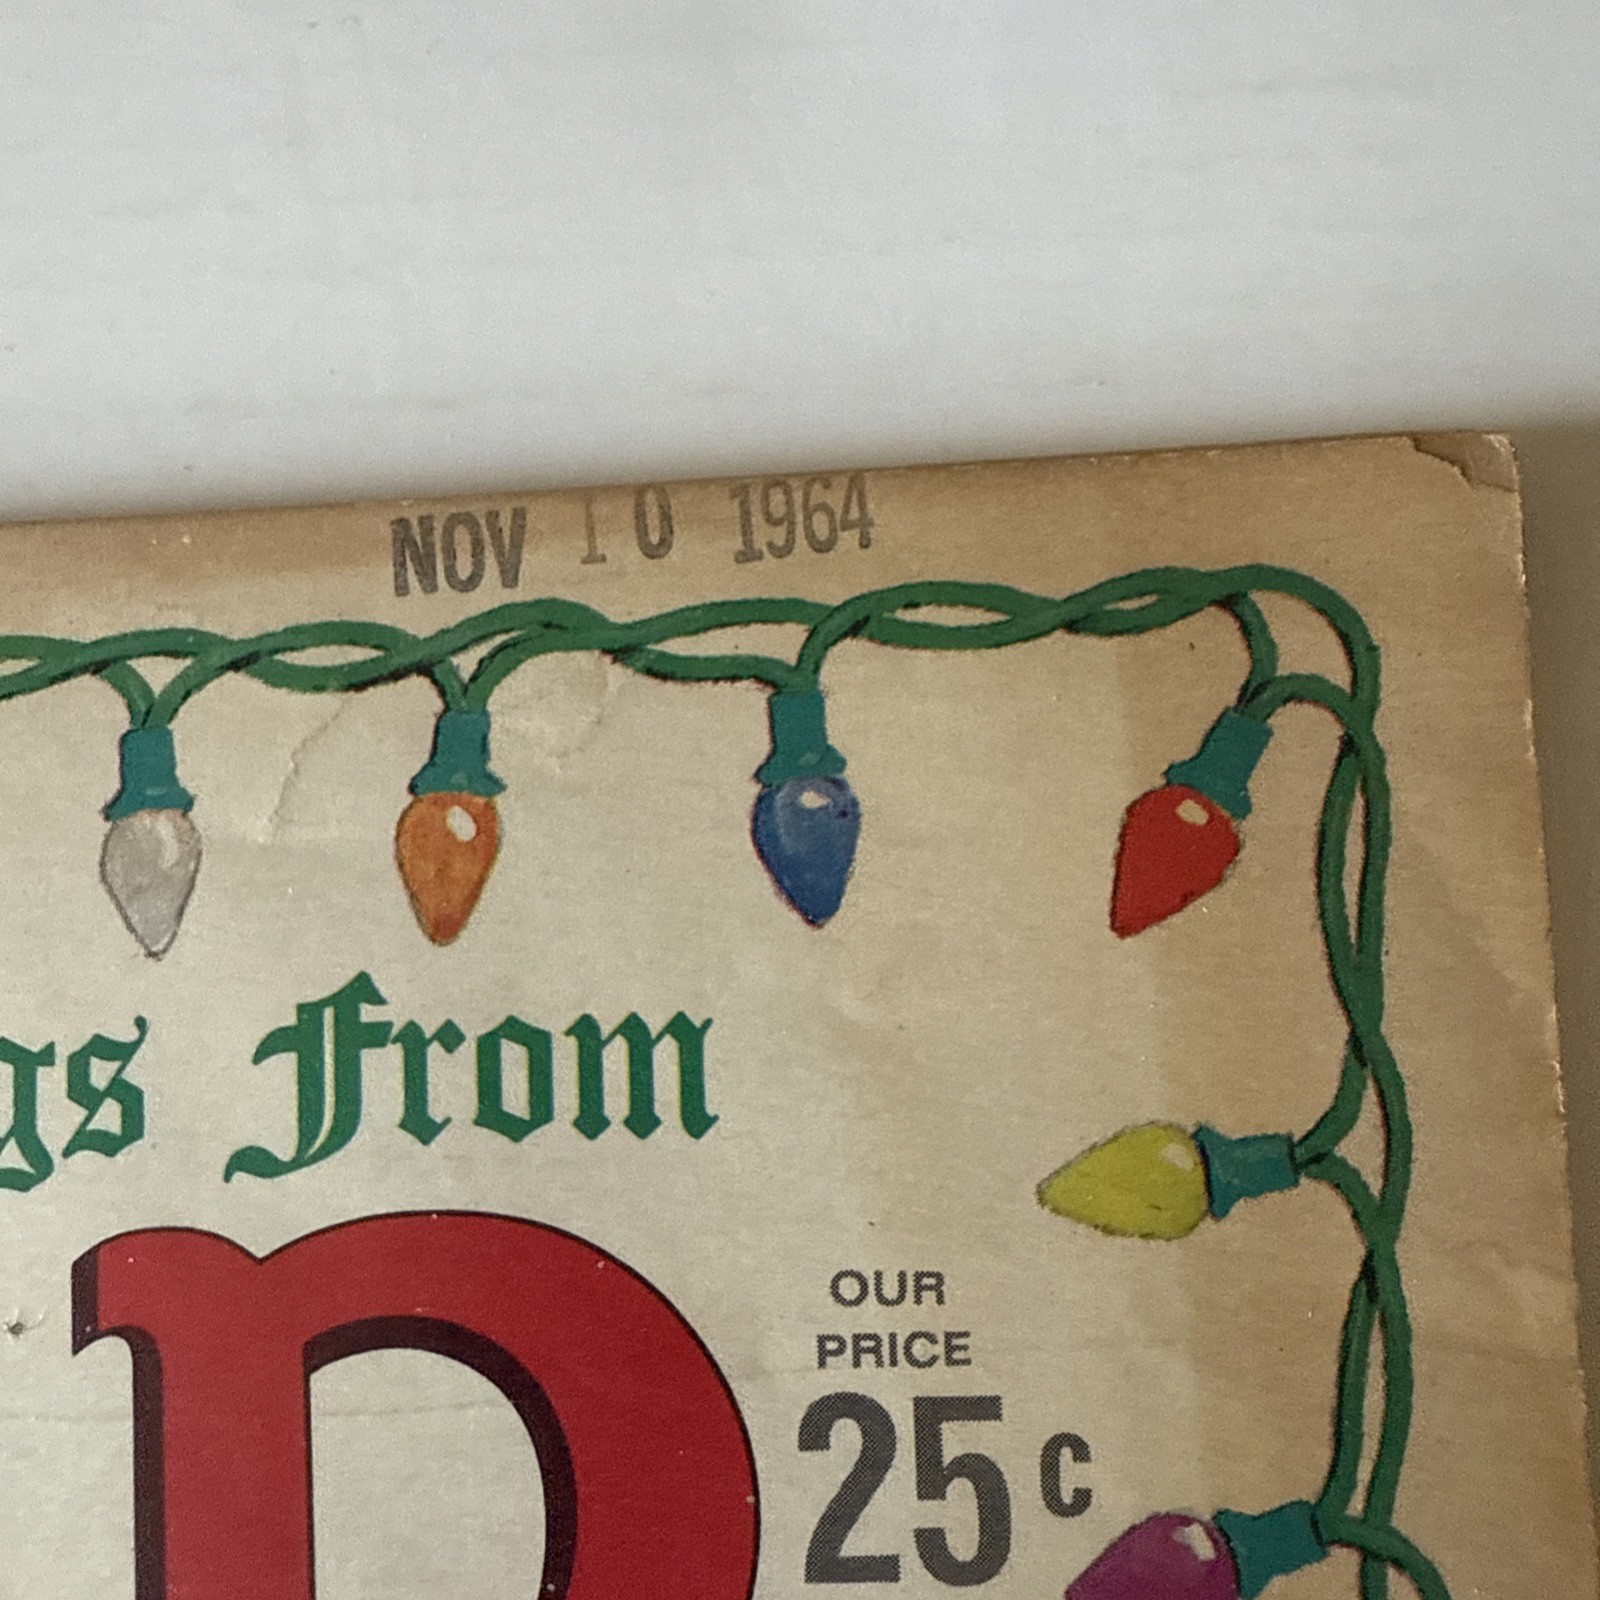 NOV 10 1964
gs from
OUR
PRICE
25c